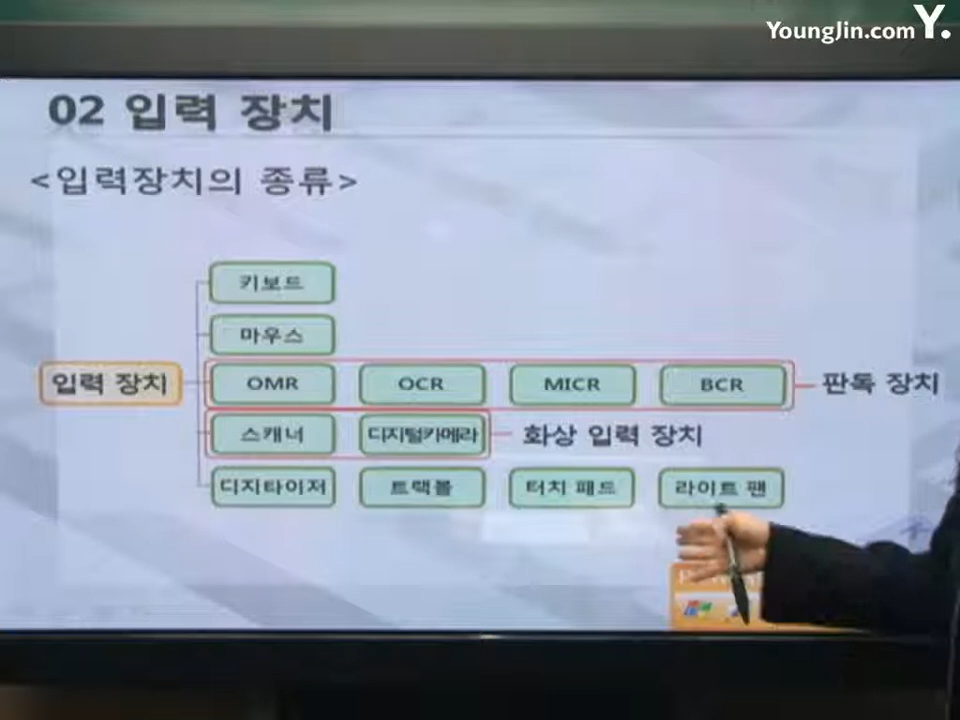 YoungJin.com Y.
02 입력 장치
<입력장치의 종류>
키보드
마우스
입력 장치
OMR OCR MICR BCR
판독 장치
스캐너 디지털카메라
화상 입력 장치
디지타이저 트랙볼 터치 패드 라이트 팬